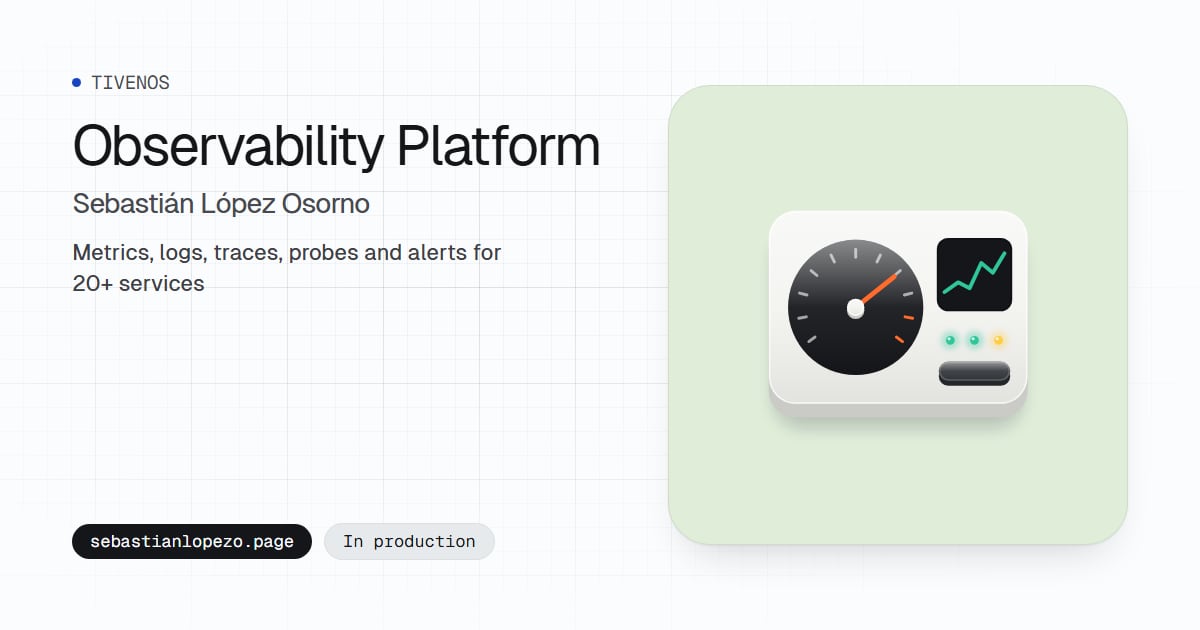 TIVENOS
Observability Platform
Sebastián López Osorno
Metrics, logs, traces, probes and alerts for
20+ services
sebastianlopezo.page
In production